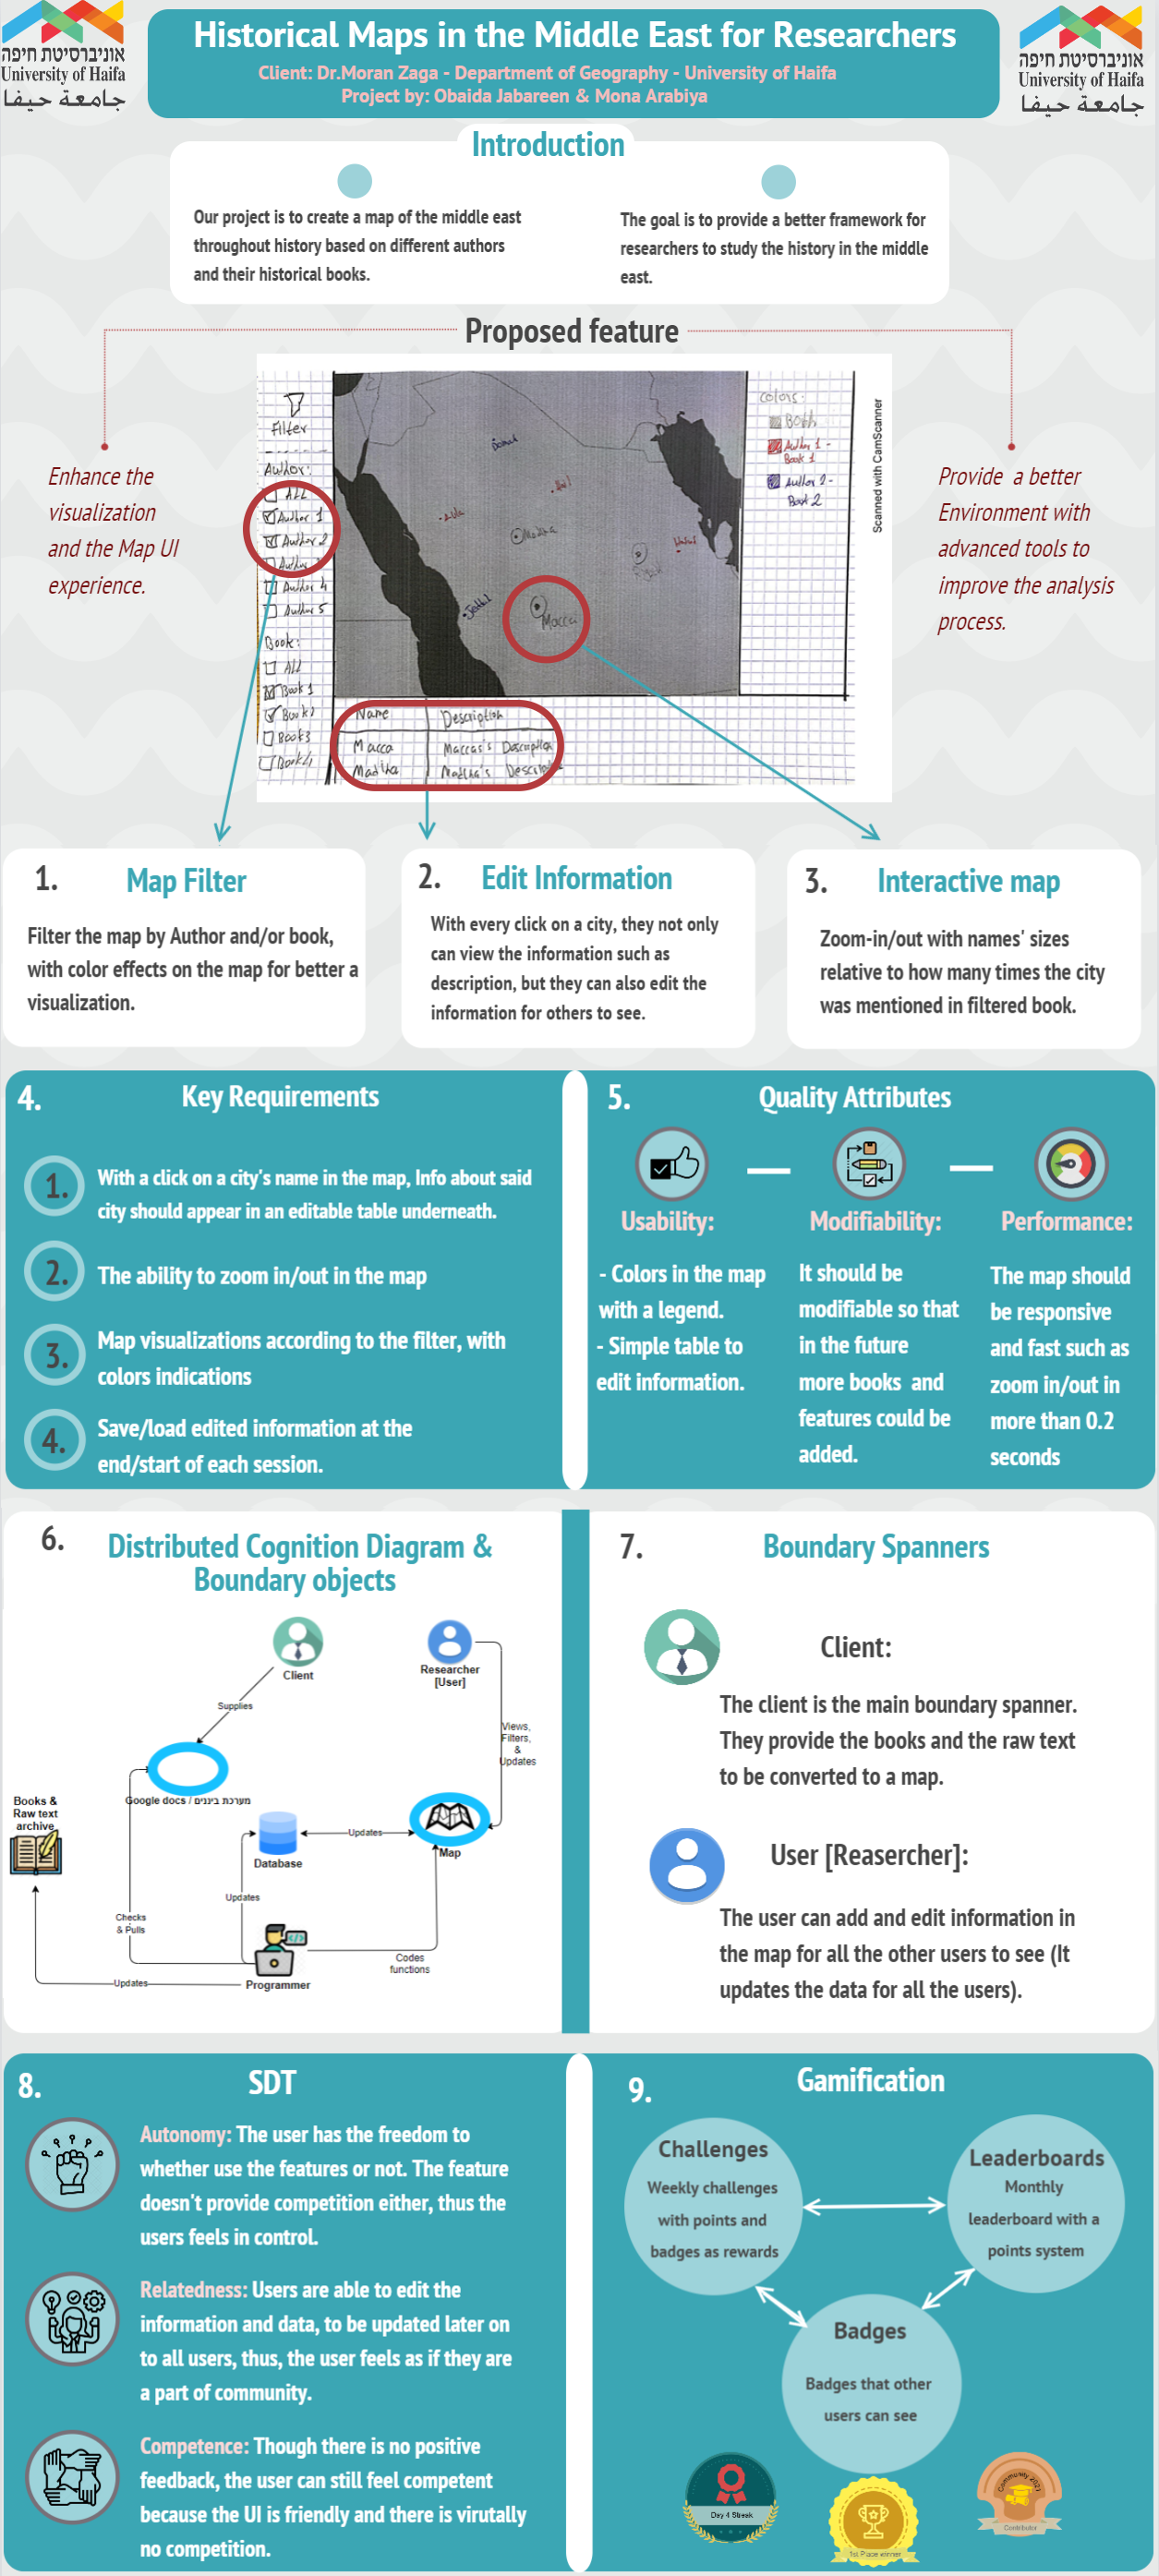 אוניברסיטת חיפה
University of Haifa
جامعة حيفا
Historical Maps in the Middle East for Researchers
Client: Dr.Moran Zaga - Department of Geography - University of Haifa
Project by: Obaida Jabareen & Mona Arabiya
אוניברסיטת חיפה
University of Haifa
جامعة حيفا
Introduction
Our project is to create a map of the middle east
throughout history based on different authors
and their historical books.
The goal is to provide a better framework for
researchers to study the history in the middle
east.
Proposed feature
Enhance the
visualization
and the Map UI
experience.
Filter
Author:
ALL
Author 1
Author 2
Author
Author 4
Author 5
Book:
ALL
Book 1
Book 2
Book 3
Book 4
Ula
Medina
Macca
Colors:
Both
Author 1 -
Book 1
Author 2 -
Book 2
Scanned with CamScanner
Name
Description
Macca
Maccas's Description
Madina
Madina's
Provide a better
Environment with
advanced tools to
improve the analysis
process.
1. Map Filter
Filter the map by Author and/or book,
with color effects on the map for better a
visualization.
2. Edit Information
With every click on a city, they not only
can view the information such as
description, but they can also edit the
information for others to see.
3. Interactive map
Zoom-in/out with names' sizes
relative to how many times the city
was mentioned in filtered book.
4. Key Requirements
1. With a click on a city's name in the map, Info about said
city should appear in an editable table underneath.
2. The ability to zoom in/out in the map
3. Map visualizations according to the filter, with
colors indications
4. Save/load edited information at the
end/start of each session.
5. Quality Attributes
Usability:
- Colors in the map
with a legend.
- Simple table to
edit information.
Modifiability:
It should be
modifiable so that
in the future
more books and
features could be
added.
Performance:
The map should
be responsive
and fast such as
zoom in/out in
more than 0.2
seconds
6. Distributed Cognition Diagram &
Boundary objects
Client
Researcher
[User]
Supplies
Views,
Filters,
&
Updates
Google docs / מערכת ביננים
Books &
Raw text
archive
Database
Updates
Map
Updates
Checks
& Pulls
Codes
functions
Updates
Programmer
7. Boundary Spanners
Client:
The client is the main boundary spanner.
They provide the books and the raw text
to be converted to a map.
User [Reasercher]:
The user can add and edit information in
the map for all the other users to see (It
updates the data for all the users).
8. SDT
Autonomy: The user has the freedom to
whether use the features or not. The feature
doesn't provide competition either, thus the
users feels in control.
Relatedness: Users are able to edit the
information and data, to be updated later on
to all users, thus, the user feels as if they are
a part of community.
Competence: Though there is no positive
feedback, the user can still feel competent
because the UI is friendly and there is virutally
no competition.
9. Gamification
Challenges
Weekly challenges
with points and
badges as rewards
Leaderboards
Monthly
leaderboard with a
points system
Badges
Badges that other
users can see
Day 4 Streak
1st Place winner
Community 2021
Contributor